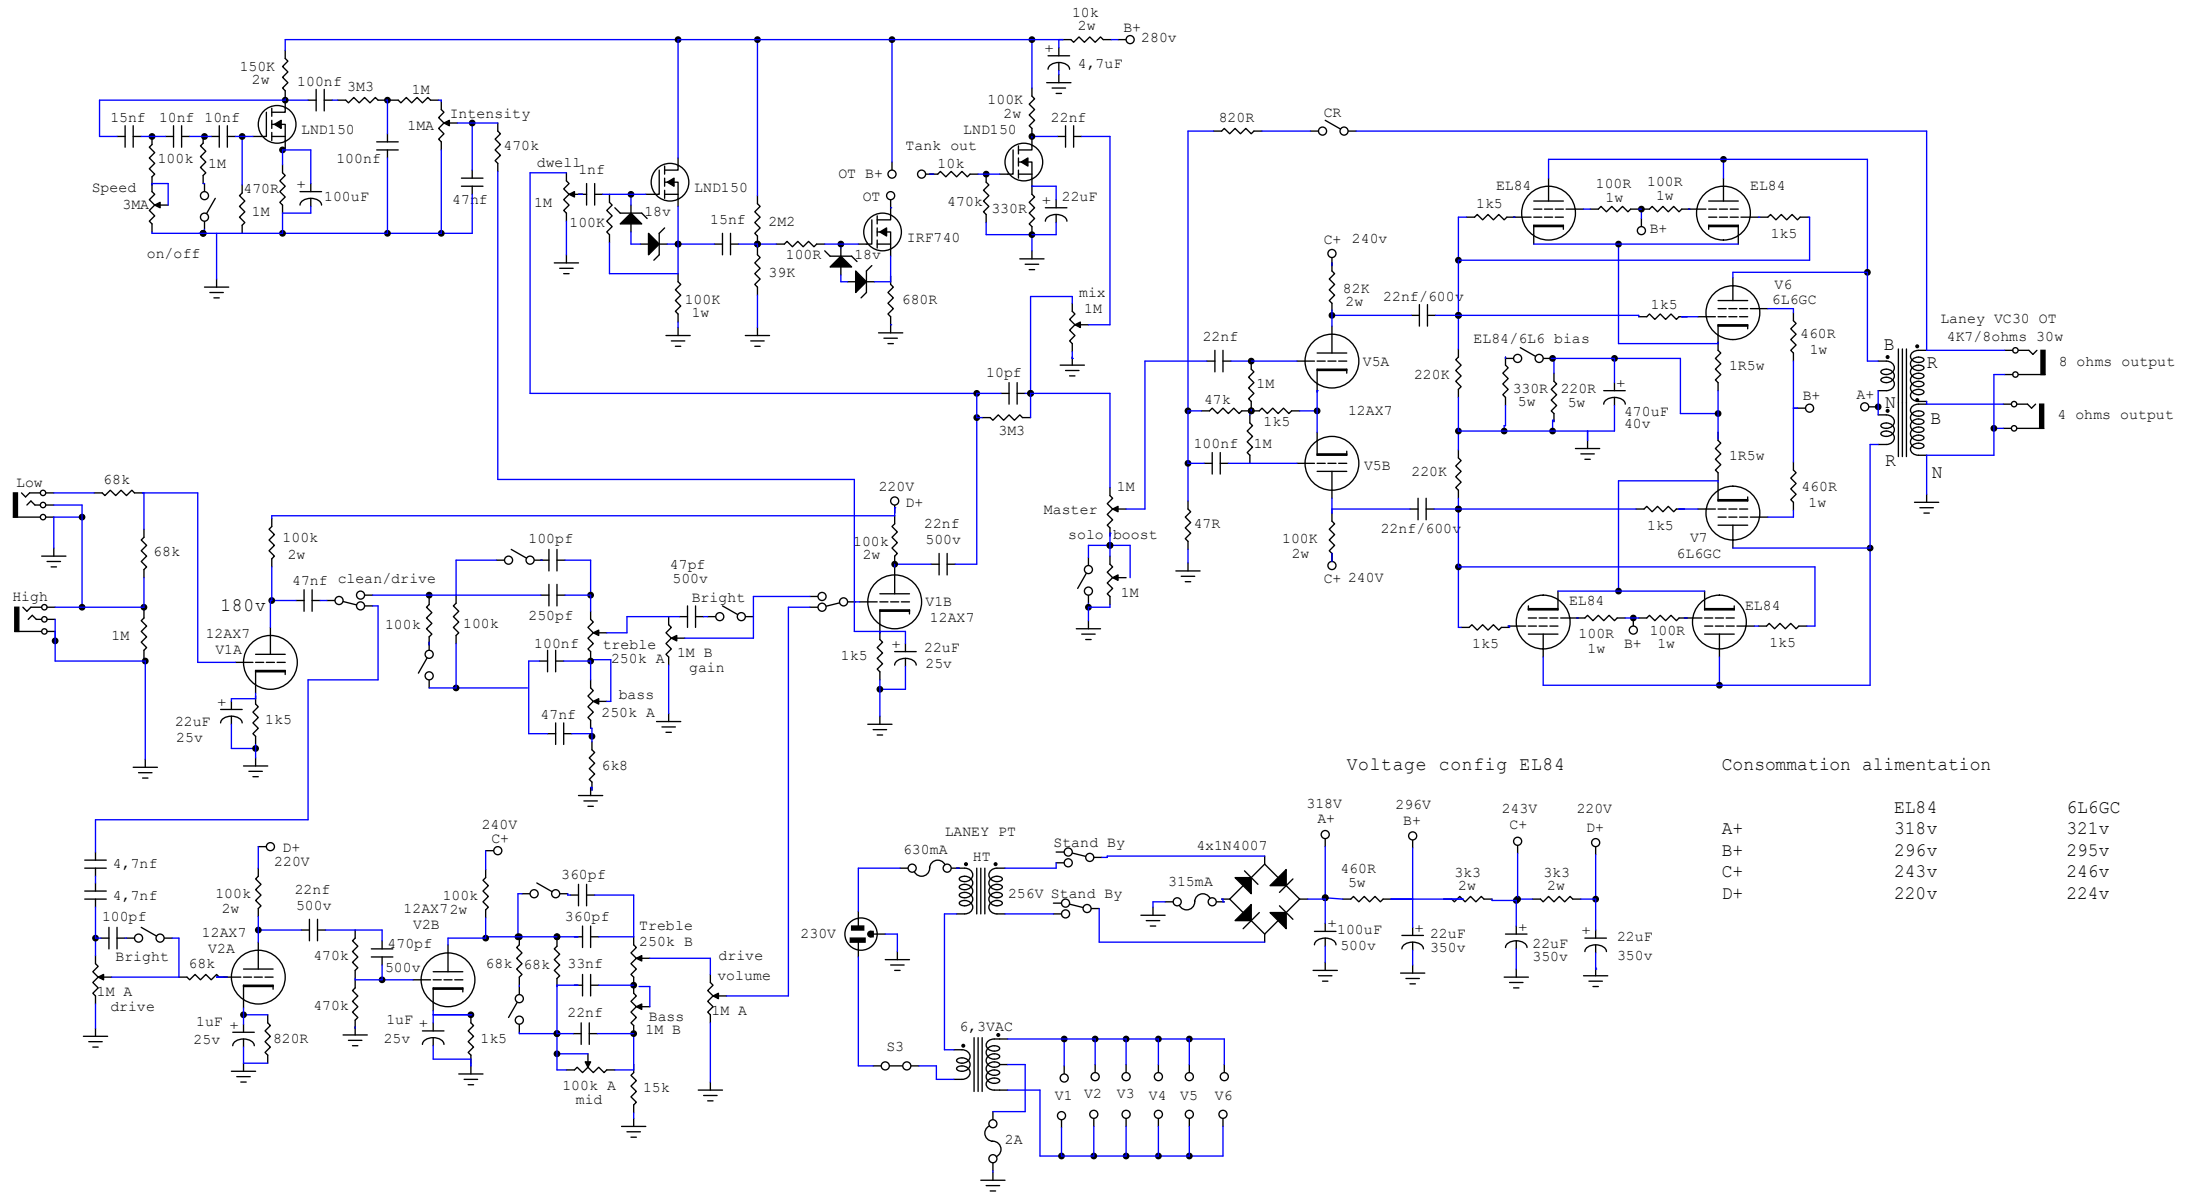 10k
2w
B+
280v
4,7uF
150K
2w
100nf
3M3
1M
Intensity
1MA
470k
15nf
10nf
10nf
LND150
100k
1M
100nf
Speed
3MA
470R
1M
100uF
47nf
on/off
dwell
1nf
1M
100K
18v
LND150
15nf
2M2
39K
100K
1w
OT B+
OT
Tank out
10k
100R
18v
IRF740
680R
100K
2w
LND150
22nf
470k
330R
22uF
mix
1M
10pf
3M3
820R
CR
C+ 240v
82K
2w
22nf/600v
22nf
1M
V5A
47k
1k5
12AX7
100nf
1M
V5B
47R
100K
2w
C+ 240V
22nf/600v
220K
220K
EL84/6L6 bias
330R
5w
220R
5w
470uF
40v
EL84
100R
1w
100R
1w
EL84
1k5
B+
1k5
V6
6L6GC
1k5
460R
1w
1R5w
B+
1R5w
460R
1w
1k5
V7
6L6GC
EL84
EL84
1k5
100R
1w
B+
100R
1w
1k5
Laney VC30 OT
4K7/8ohms 30w
B
R
A+
N
B
R
N
8 ohms output
4 ohms output
Low
68k
68k
High
1M
100k
2w
47nf
clean/drive
180v
12AX7
V1A
22uF
25v
1k5
100pf
250pf
100k
100k
100nf
treble
250k A
bass
250k A
47nf
6k8
47pf
500v
Bright
1M B
gain
220V
D+
100k
2w
22nf
500v
V1B
12AX7
1k5
22uF
25v
1M
Master
solo boost
1M
4,7nf
4,7nf
100pf
Bright
1M A
drive
68k
D+
220V
100k
2w
22nf
500v
12AX7
V2A
1uF
25v
820R
470k
470pf
500v
470k
240V
C+
100k
2w
12AX7
V2B
1uF
25v
1k5
360pf
360pf
68k
68k
33nf
22nf
Treble
250k B
Bass
1M B
100k A
mid
15k
drive
volume
1M A
LANEY PT
630mA
HT
Stand By
256V
Stand By
230V
4x1N4007
315mA
6,3VAC
S3
2A
V1
V2
V3
V4
V5
V6
Voltage config EL84
318V
A+
296V
B+
243V
C+
220V
D+
460R
5w
3k3
2w
3k3
2w
100uF
500v
22uF
350v
22uF
350v
22uF
350v
Consommation alimentation
EL84 6L6GC
A+ 318v 321v
B+ 296v 295v
C+ 243v 246v
D+ 220v 224v